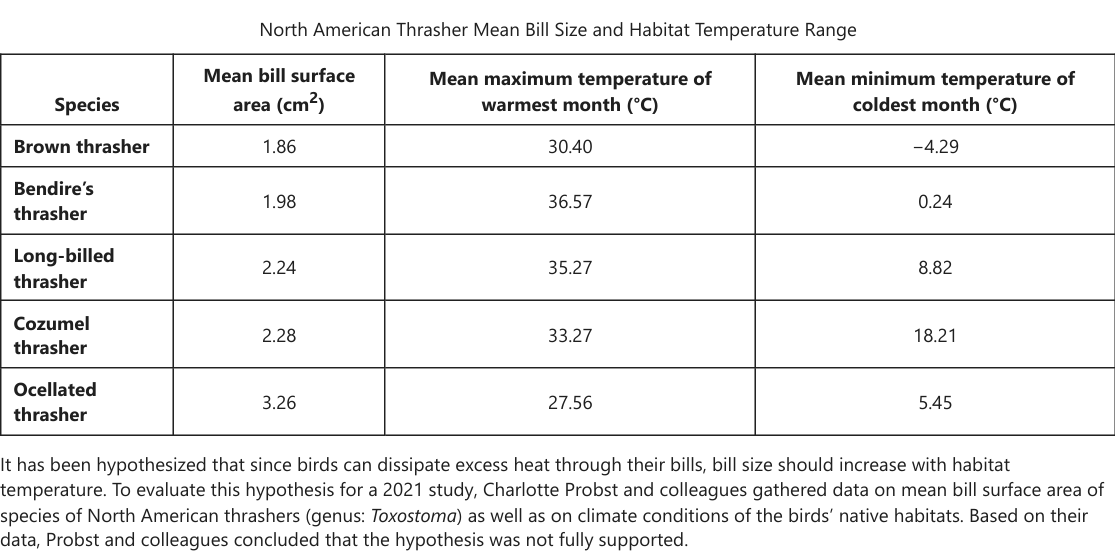 North American Thrasher Mean Bill Size and Habitat Temperature Range
Species
Mean bill surface
area (cm2)
Mean maximum temperature of
warmest month (°C)
Mean minimum temperature of
coldest month (°C)
Brown thrasher 1.86 30.40 −4.29
Bendire’s
thrasher
1.98 36.57 0.24
Long-billed
thrasher
2.24 35.27 8.82
Cozumel
thrasher
2.28 33.27 18.21
Ocellated
thrasher
3.26 27.56 5.45
It has been hypothesized that since birds can dissipate excess heat through their bills, bill size should increase with habitat
temperature. To evaluate this hypothesis for a 2021 study, Charlotte Probst and colleagues gathered data on mean bill surface area of
species of North American thrashers (genus: Toxostoma) as well as on climate conditions of the birds’ native habitats. Based on their
data, Probst and colleagues concluded that the hypothesis was not fully supported.